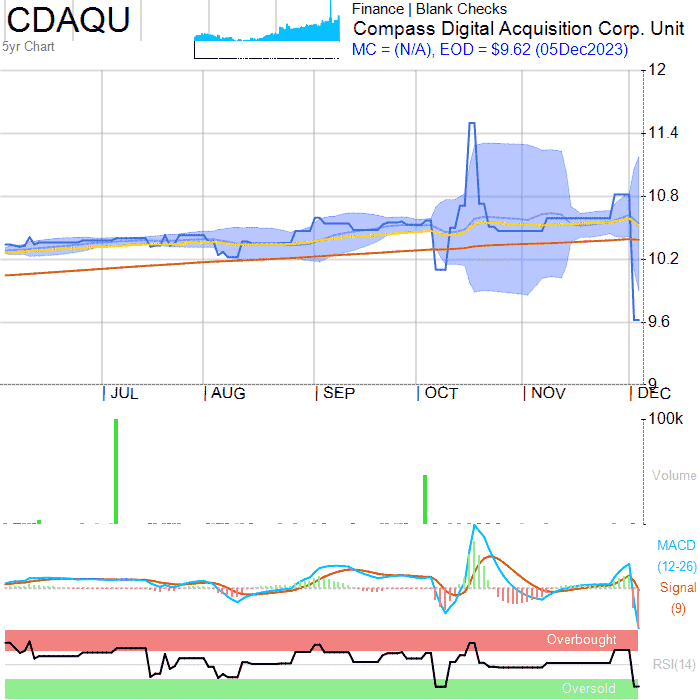 CDAQU
5yr Chart
Finance | Blank Checks
Compass Digital Acquisition Corp. Unit
MC = (N/A), EOD = $9.62 (05Dec2023)
12
11.4
10.8
10.2
9.6
9
JUL AUG SEP OCT NOV DEC
100k
Volume
MACD
(12-26)
Signal
(9)
Overbought
RSI(14)
Oversold